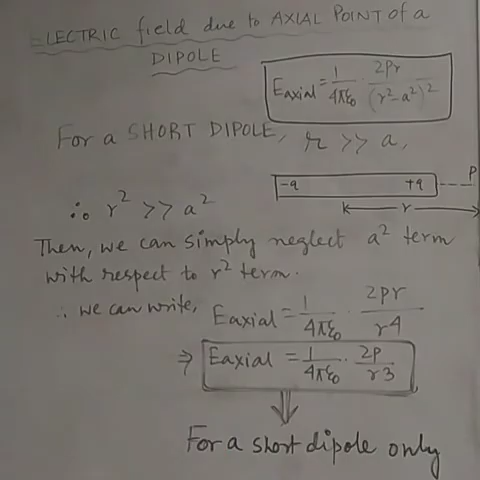 ELECTRIC field due to AXIAL POINT of a
DIPOLE
Eaxial = 1/4πε0 · 2Pr/(r²-a²)²
For a SHORT DIPOLE, r >> a,
-q +q P
∴ r² >> a²
r
Then, we can simply neglect a² term
with respect to r² term.
∴ we can write, Eaxial = 1/4πε0 · 2Pr/r4
⇒ Eaxial = 1/4πε0 · 2P/r3
For a short dipole only